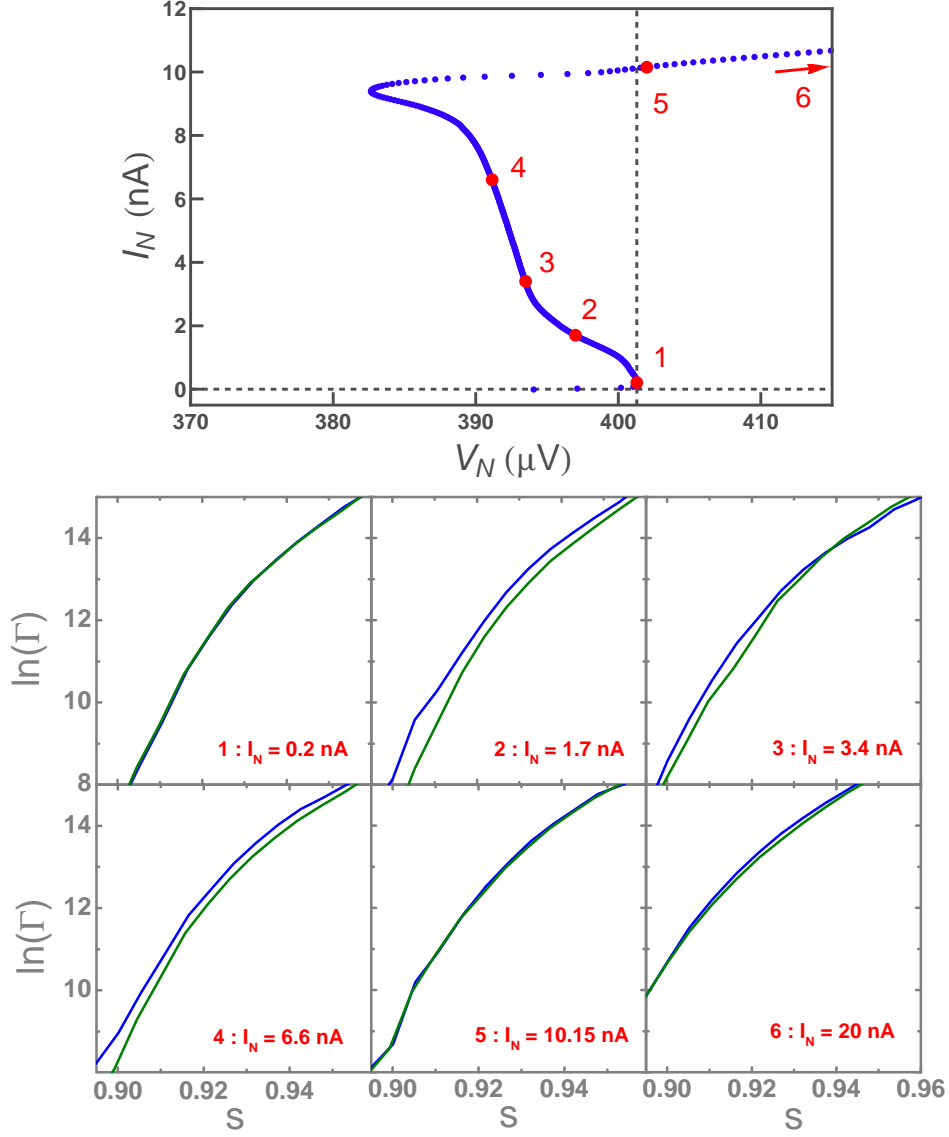 12
10
8
6
4
2
0
I_N (nA)
1
2
3
4
5
6
370
380
390
400
410
V_N (μV)
14
12
10
8
ln(Γ)
1 : I_N = 0.2 nA
2 : I_N = 1.7 nA
3 : I_N = 3.4 nA
14
12
10
ln(Γ)
4 : I_N = 6.6 nA
5 : I_N = 10.15 nA
6 : I_N = 20 nA
0.90 0.92 0.94
0.90 0.92 0.94
0.90 0.92 0.94 0.96
S
S
S